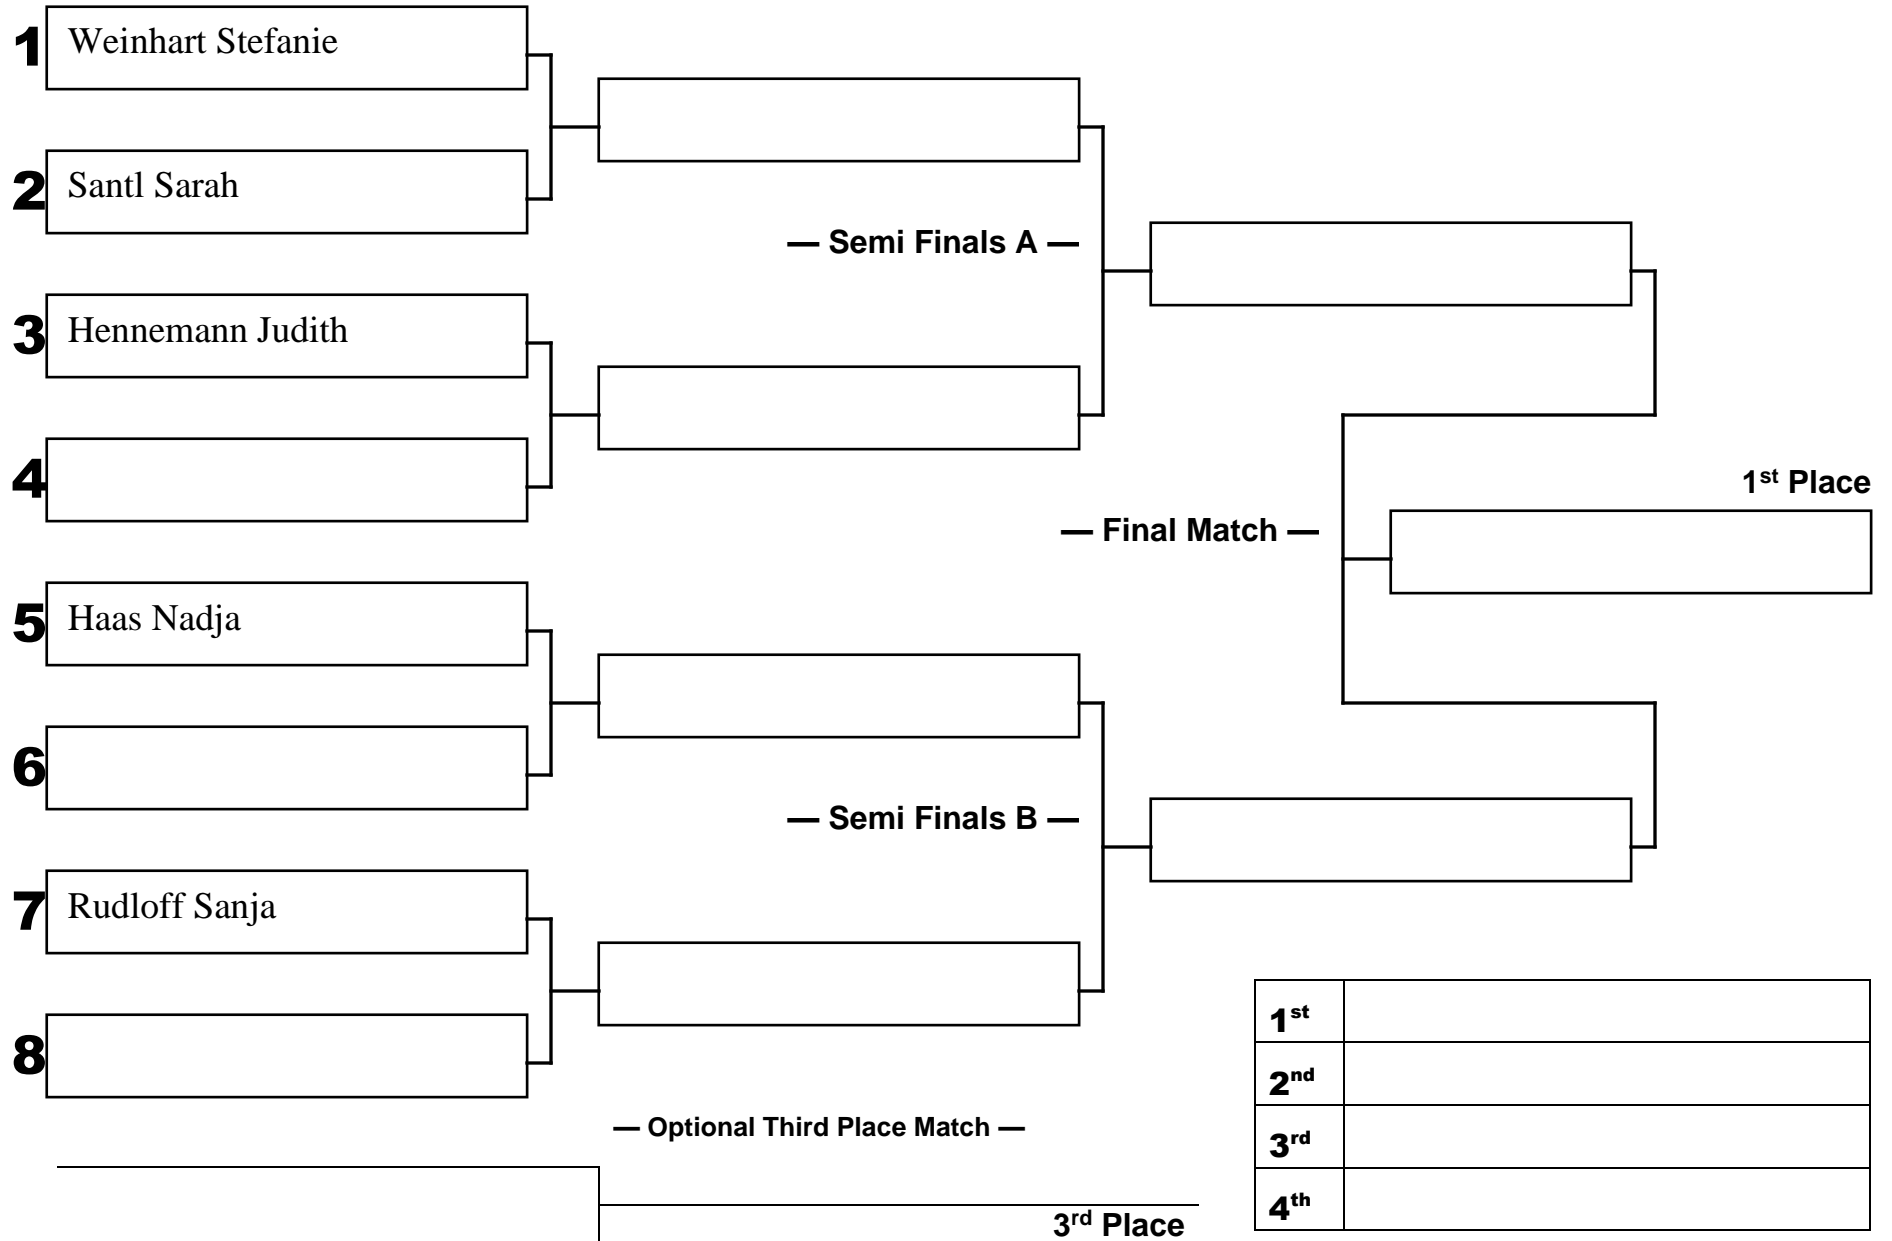 1 Weinhart Stefanie
2 Santl Sarah
— Semi Finals A —
3 Hennemann Judith
4
1st Place
— Final Match —
5 Haas Nadja
6
— Semi Finals B —
7 Rudloff Sanja
8
— Optional Third Place Match —
3rd Place
1st
2nd
3rd
4th